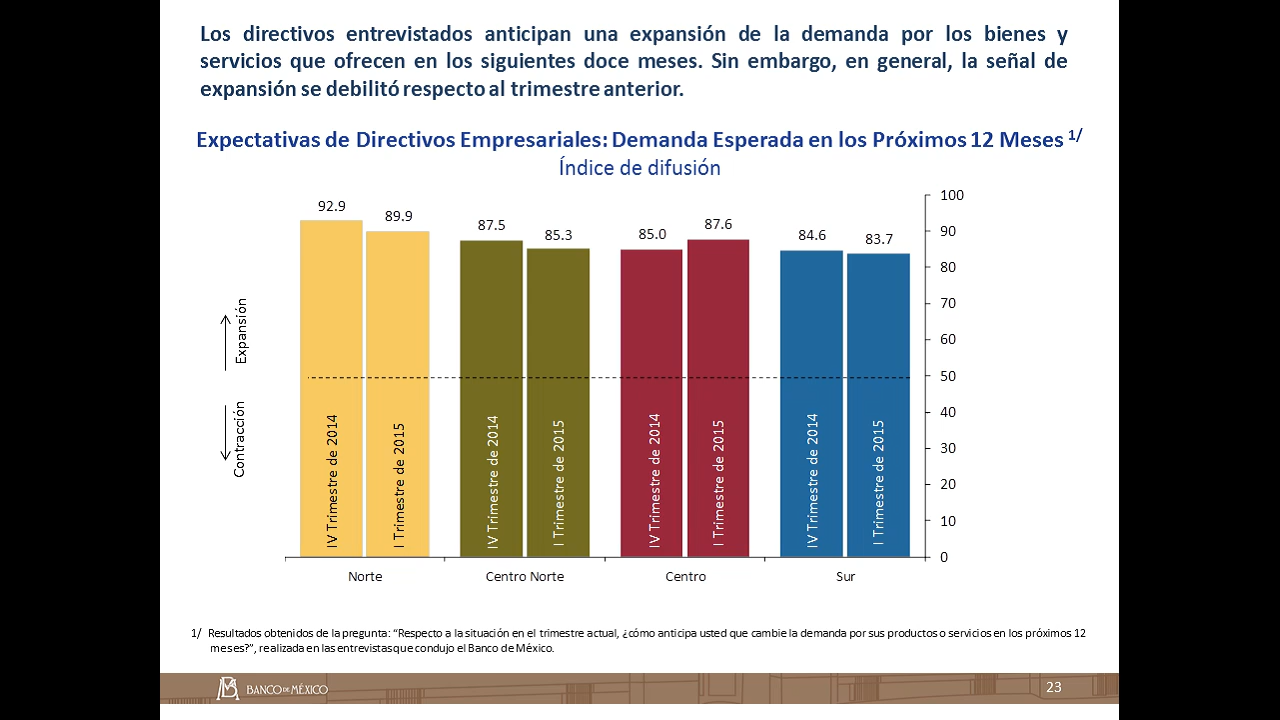 Los directivos entrevistados anticipan una expansión de la demanda por los bienes y
servicios que ofrecen en los siguientes doce meses. Sin embargo, en general, la señal de
expansión se debilitó respecto al trimestre anterior.
Expectativas de Directivos Empresariales: Demanda Esperada en los Próximos 12 Meses 1/
Índice de difusión
92.9
89.9
87.5
85.3
85.0
87.6
84.6
83.7
100
90
80
70
60
50
40
30
20
10
0
Expansión
Contracción
IV Trimestre de 2014
I Trimestre de 2015
IV Trimestre de 2014
I Trimestre de 2015
IV Trimestre de 2014
I Trimestre de 2015
IV Trimestre de 2014
I Trimestre de 2015
Norte
Centro Norte
Centro
Sur
1/ Resultados obtenidos de la pregunta: “Respecto a la situación en el trimestre actual, ¿cómo anticipa usted que cambie la demanda por sus productos o servicios en los próximos 12
meses?”, realizada en las entrevistas que condujo el Banco de México.
BANCO DE MÉXICO
23